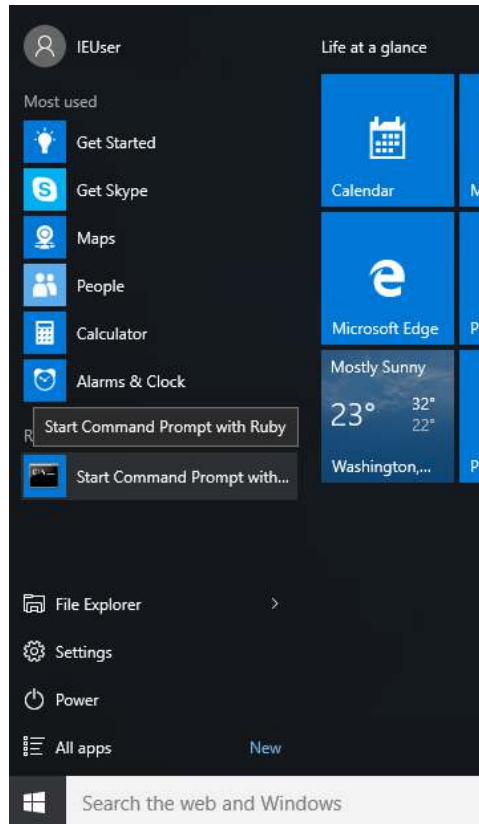 IEUser
Life at a glance
Most used
Get Started
Get Skype
Maps
People
Calculator
Alarms & Clock
Start Command Prompt with Ruby
Start Command Prompt with...
Calendar
Microsoft Edge
Mostly Sunny
23° 32°
22°
Washington,...
File Explorer
Settings
Power
All apps New
Search the web and Windows